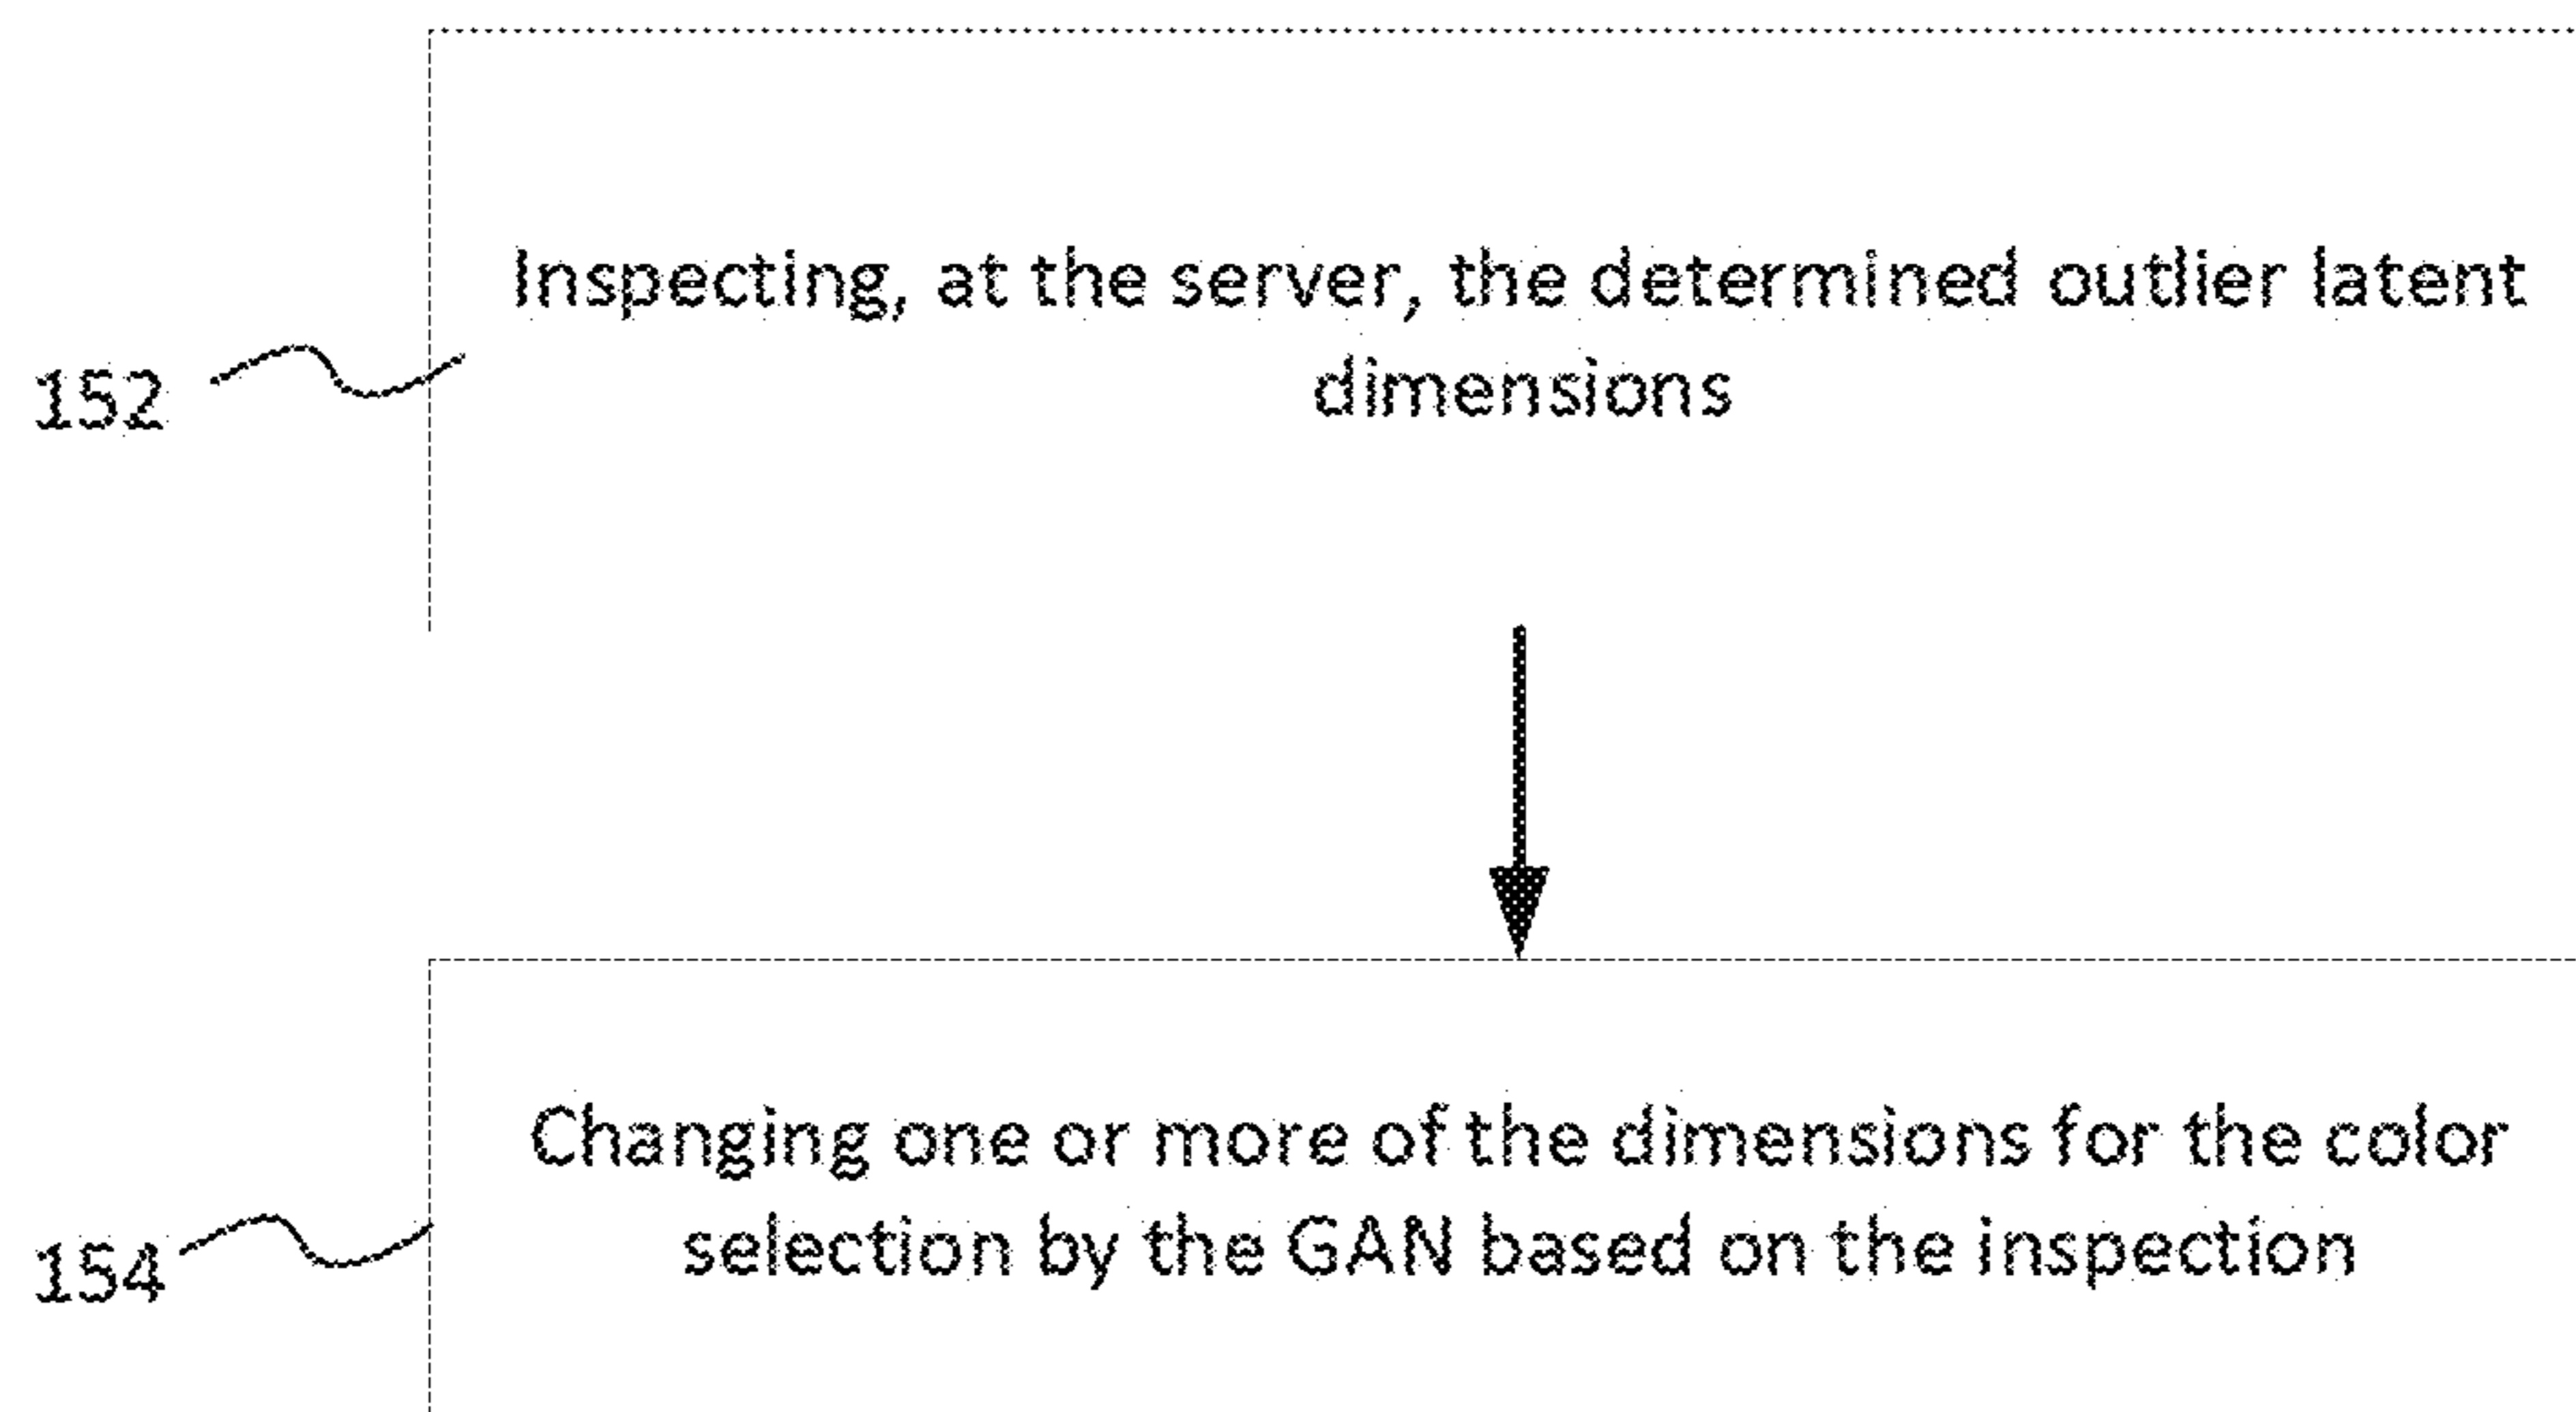 Inspecting, at the server, the determined outlier latent
dimensions
152
Changing one or more of the dimensions for the color
selection by the GAN based on the inspection
154